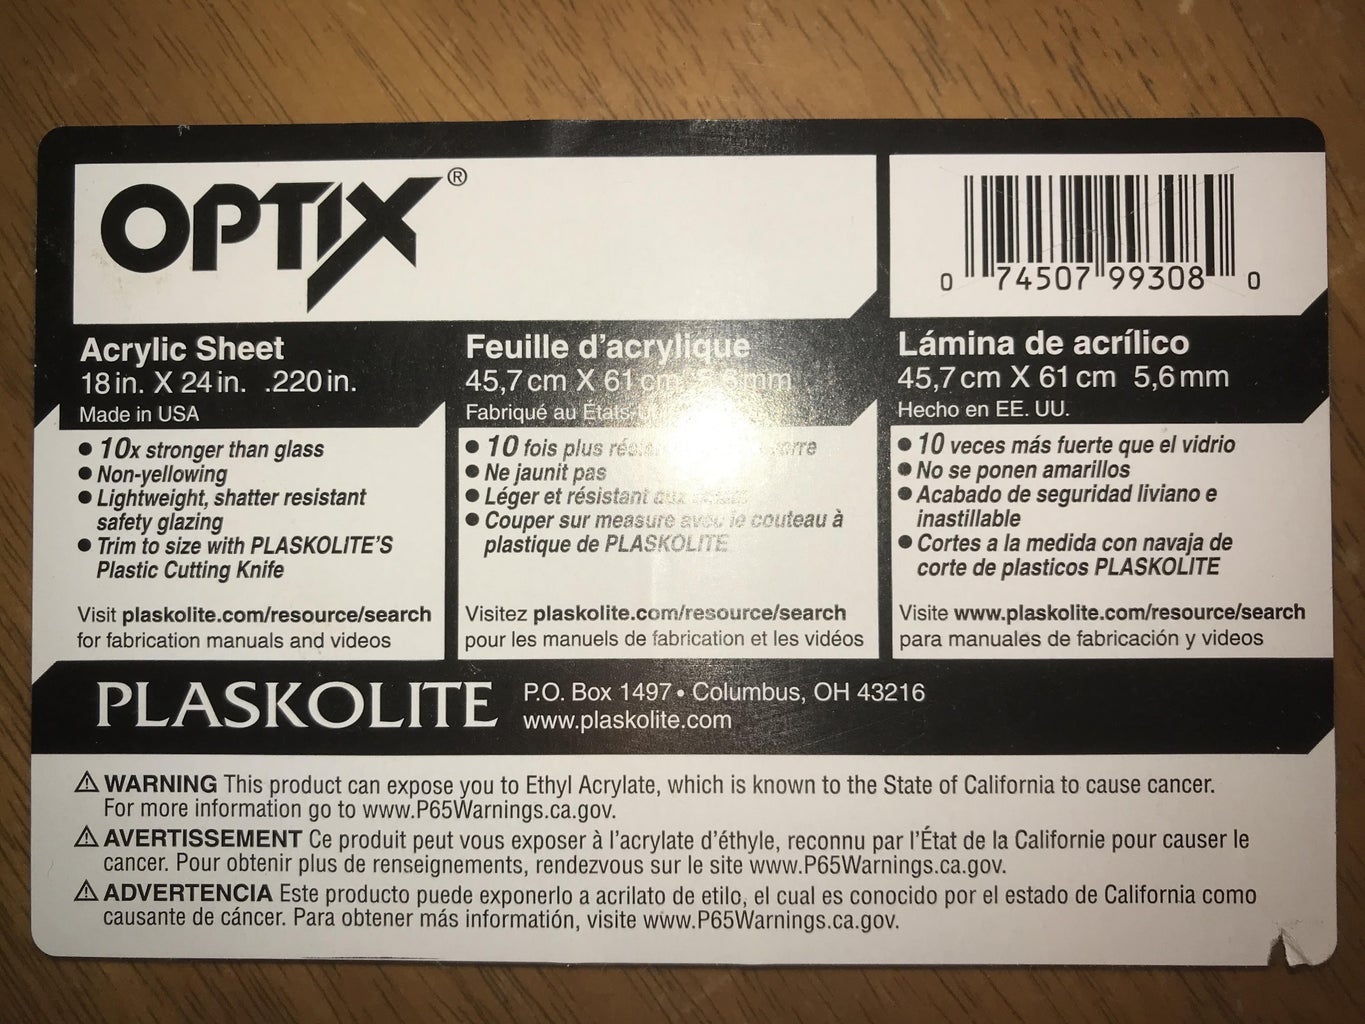 OPTIX®
0 74507 99308 0
Acrylic Sheet
18 in. X 24 in. .220 in.
Made in USA
● 10x stronger than glass
● Non-yellowing
● Lightweight, shatter resistant
safety glazing
● Trim to size with PLASKOLITE'S
Plastic Cutting Knife
Visit plaskolite.com/resource/search
for fabrication manuals and videos
Feuille d'acrylique
45,7 cm X 61 cm 5,6 mm
Fabriqué au États-
● 10 fois plus verre
● Ne jaunit pas
● Léger et résistant aux
● Couper sur measure avec le couteau à
plastique de PLASKOLITE
Visitez plaskolite.com/resource/search
pour les manuels de fabrication et les vidéos
Lámina de acrílico
45,7 cm X 61 cm 5,6 mm
Hecho en EE. UU.
● 10 veces más fuerte que el vidrio
● No se ponen amarillos
● Acabado de seguridad liviano e
inastillable
● Cortes a la medida con navaja de
corte de plasticos PLASKOLITE
Visite www.plaskolite.com/resource/search
para manuales de fabricación y videos
PLASKOLITE
P.O. Box 1497 • Columbus, OH 43216
www.plaskolite.com
⚠ WARNING This product can expose you to Ethyl Acrylate, which is known to the State of California to cause cancer.
For more information go to www.P65Warnings.ca.gov.
⚠ AVERTISSEMENT Ce produit peut vous exposer à l'acrylate d'éthyle, reconnu par l'État de la Californie pour causer le
cancer. Pour obtenir plus de renseignements, rendezvous sur le site www.P65Warnings.ca.gov.
⚠ ADVERTENCIA Este producto puede exponerlo a acrilato de etilo, el cual es conocido por el estado de California como
causante de cáncer. Para obtener más información, visite www.P65Warnings.ca.gov.